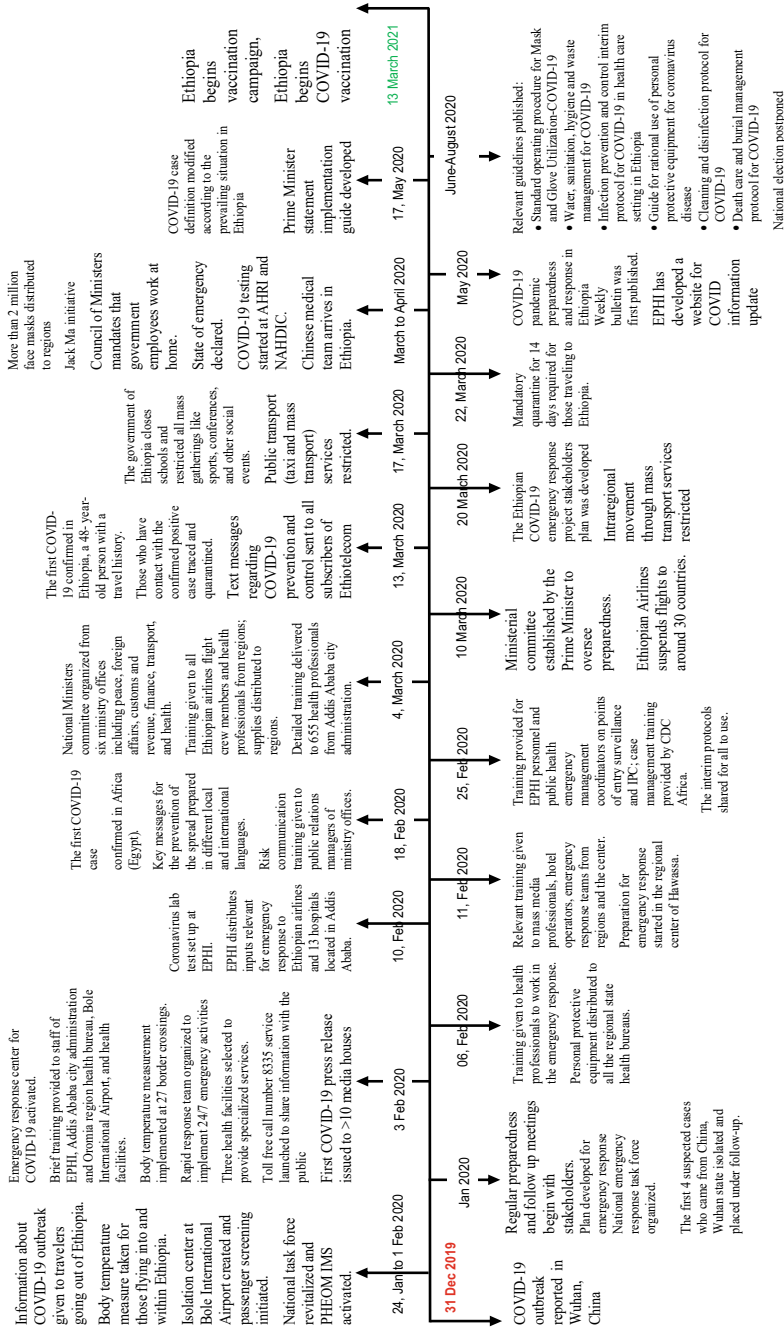 Information about
COVID-19 outbreak
given to travelers
going out of Ethiopia.
Body temperature
measure taken for
those flying into and
within Ethiopia.
Isolation center at
Bole International
Airport created and
passenger screening
initiated.
National task force
revitalized and
PHEOM IMS
activated.
24, Jan to 1 Feb 2020
Emergency response center for
COVID-19 activated.
Brief training provided to staff of
EPHI, Addis Ababa city administration
and Oromia region health bureau, Bole
International Airport, and health
facilities.
Body temperature measurement
implemented at 27 border crossings.
Rapid response team organized to
implement 24/7 emergency activities
Three health facilities selected to
provide specialized services.
Toll free call number 8335 service
launched to share information with the
public
First COVID-19 press release
issued to >10 media houses
3 Feb 2020
Coronavirus lab
test set up at
EPHI.
EPHI distributes
inputs relevant
for emergency
response to
Ethiopian airlines
and 13 hospitals
located in Addis
Ababa.
10, Feb 2020
The first COVID-19
case
confirmed in Africa
(Egypt).
Key messages for
the prevention of
the spread prepared
in different local
and international
languages.
Risk
communication
training given to
public relations
managers of
ministry offices.
18, Feb 2020
National Ministers
committee organized from
six ministry offices
including peace, foreign
affairs, customs and
revenue, finance, transport,
and health.
Training given to all
Ethiopian airlines flight
crew members and health
professionals from regions;
supplies distributed to
regions.
Detailed training delivered
to 655 health professionals
from Addis Ababa city
administration.
4, March 2020
The first COVID-
19 confirmed in
Ethiopia, a 48- year-
old person with a
travel history.
Those who have
contact with the
confirmed positive
case traced and
quarantined.
Text messages
regarding
COVID-19
prevention and
control sent to all
subscribers of
Ethiotelecom
13, March 2020
The government of
Ethiopia closes
schools and
restricted all mass
gatherings like
sports, conferences,
and other social
events.
Public transport
(taxi and mass
transport)
services
restricted.
17, March 2020
More than 2 million
face masks distributed
to regions
Jack Ma initiative
Council of Ministers
mandates that
government
employees work at
home.
State of emergency
declared.
COVID-19 testing
started at AHRI and
NAHDIC.
Chinese medical
team arrives in
Ethiopia.
March to April 2020
COVID-19 case
definition modified
according to the
prevailing situation in
Ethiopia
Prime Minister
statement
implementation
guide developed
17, May 2020
Ethiopia
begins
vaccination
campaign,
Ethiopia
begins
COVID-19
vaccination
13 March 2021
31 Dec 2019
COVID-19
outbreak
reported in
Wuhan,
China
Jan 2020
Regular preparedness
and follow up meetings
begin with
stakeholders.
Plan developed for
emergency response
National emergency
response task force
organized.
The first 4 suspected cases
who came from China,
Wuhan state isolated and
placed under follow-up.
06, Feb 2020
Training given to health
professionals to work in
the emergency response.
Personal protective
equipment distributed to
all the regional state
health bureaus.
11, Feb 2020
Relevant training given
to mass media
professionals, hotel
operators, emergency
response teams from
regions and the center.
Preparation for
emergency response
started in the regional
center of Hawassa.
25, Feb 2020
Training provided for
EPHI personnel and
public health
emergency
management
coordinators on points
of entry surveillance
and IPC; case
management training
provided by CDC
Africa.
The interim protocols
shared for all to use.
10 March 2020
Ministerial
committee
established by the
Prime Minister to
oversee
preparedness.
Ethiopian Airlines
suspends flights to
around 30 countries.
20 March 2020
The Ethiopian
COVID-19
emergency response
project stakeholders
plan was developed
Intraregional
movement
through mass
transport services
restricted
22, March 2020
Mandatory
quarantine for 14
days required for
those traveling to
Ethiopia.
May 2020
COVID-19
pandemic
preparedness
and response in
Ethiopia
Weekly
bulletin was
first published.
EPHI has
developed a
website for
COVID
information
update
June-August 2020
Relevant guidelines published:
• Standard operating procedure for Mask
and Glove Utilization-COVID-19
• Water, sanitation, hygiene and waste
management for COVID-19
• Infection prevention and control interim
protocol for COVID-19 in health care
setting in Ethiopia
• Guide for rational use of personal
protective equipment for coronavirus
disease
• Cleaning and disinfection protocol for
COVID-19
• Death care and burial management
protocol for COVID-19
National election postponed